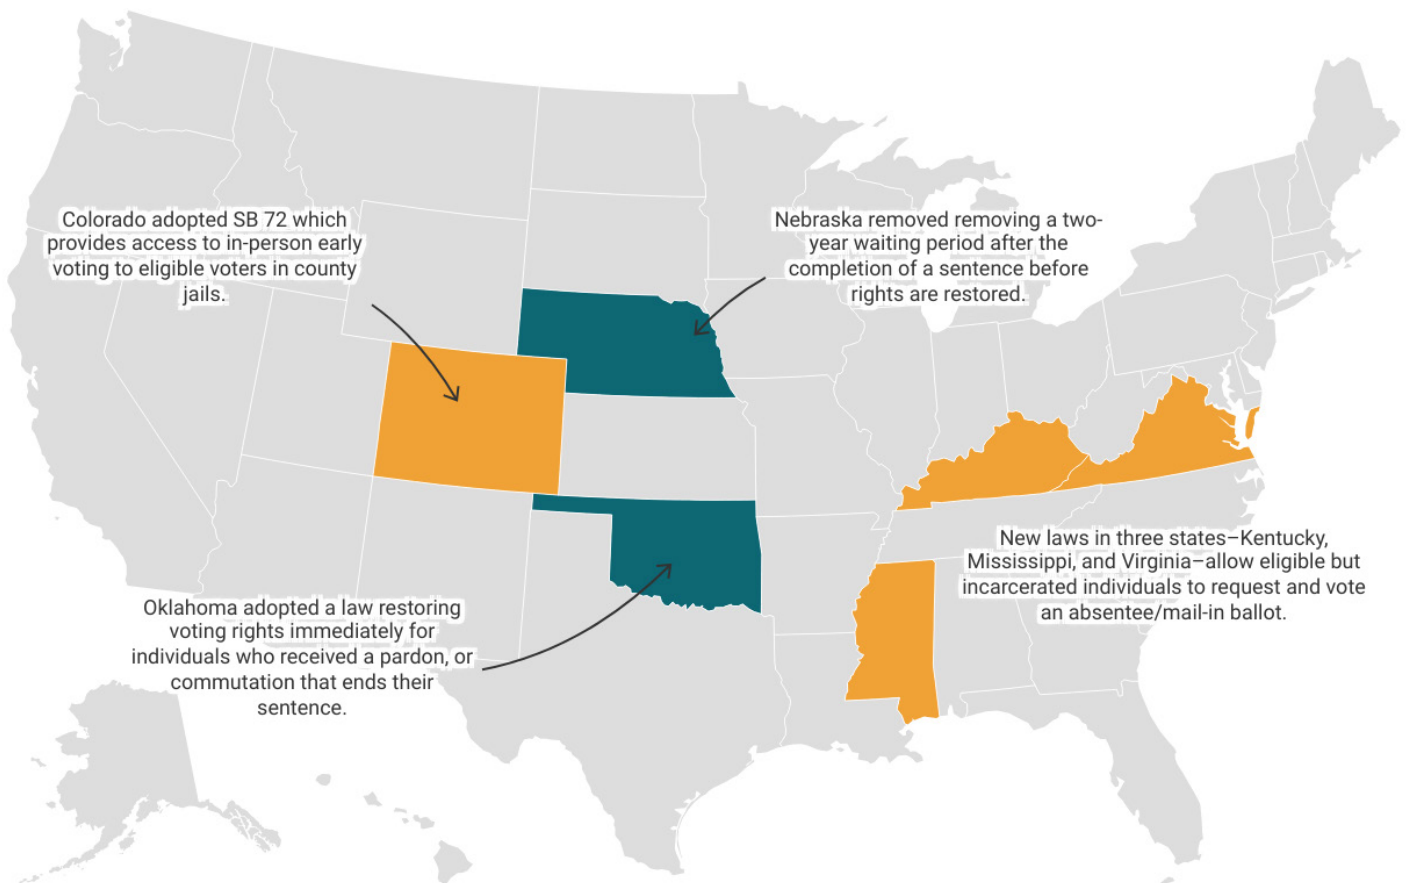 Colorado adopted SB 72 which
provides access to in-person early
voting to eligible voters in county
jails.
Nebraska removed removing a two-
year waiting period after the
completion of a sentence before
rights are restored.
New laws in three states–Kentucky,
Mississippi, and Virginia–allow eligible but
incarcerated individuals to request and vote
an absentee/mail-in ballot.
Oklahoma adopted a law restoring
voting rights immediately for
individuals who received a pardon, or
commutation that ends their
sentence.